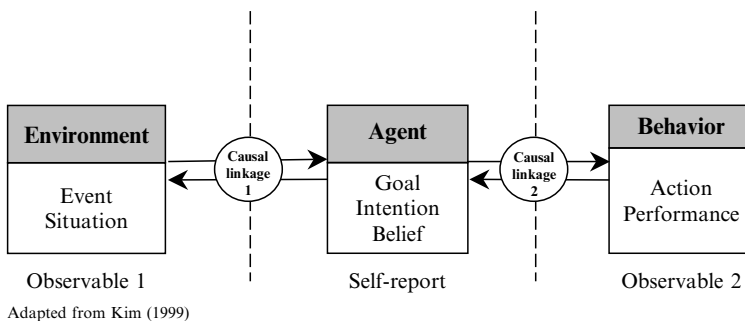 Environment
Event
Situation
Observable 1
Causal
linkage
1
Agent
Goal
Intention
Belief
Self-report
Causal
linkage
2
Behavior
Action
Performance
Observable 2
Adapted from Kim (1999)